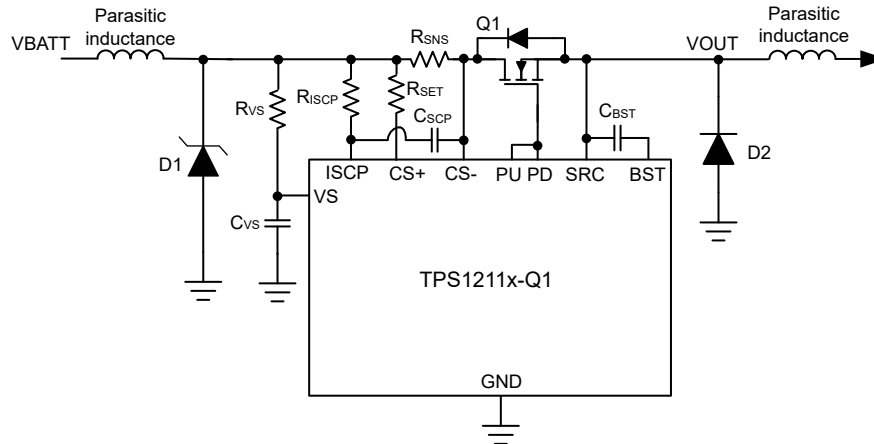 Parasitic
inductance
VBATT
RSNS
Q1
VOUT
Parasitic
inductance
RVS
RISCP
RSET
CSCP
CBST
D1
D2
ISCP
CS+
CS-
PU
PD
SRC
BST
VS
CVS
TPS1211x-Q1
GND